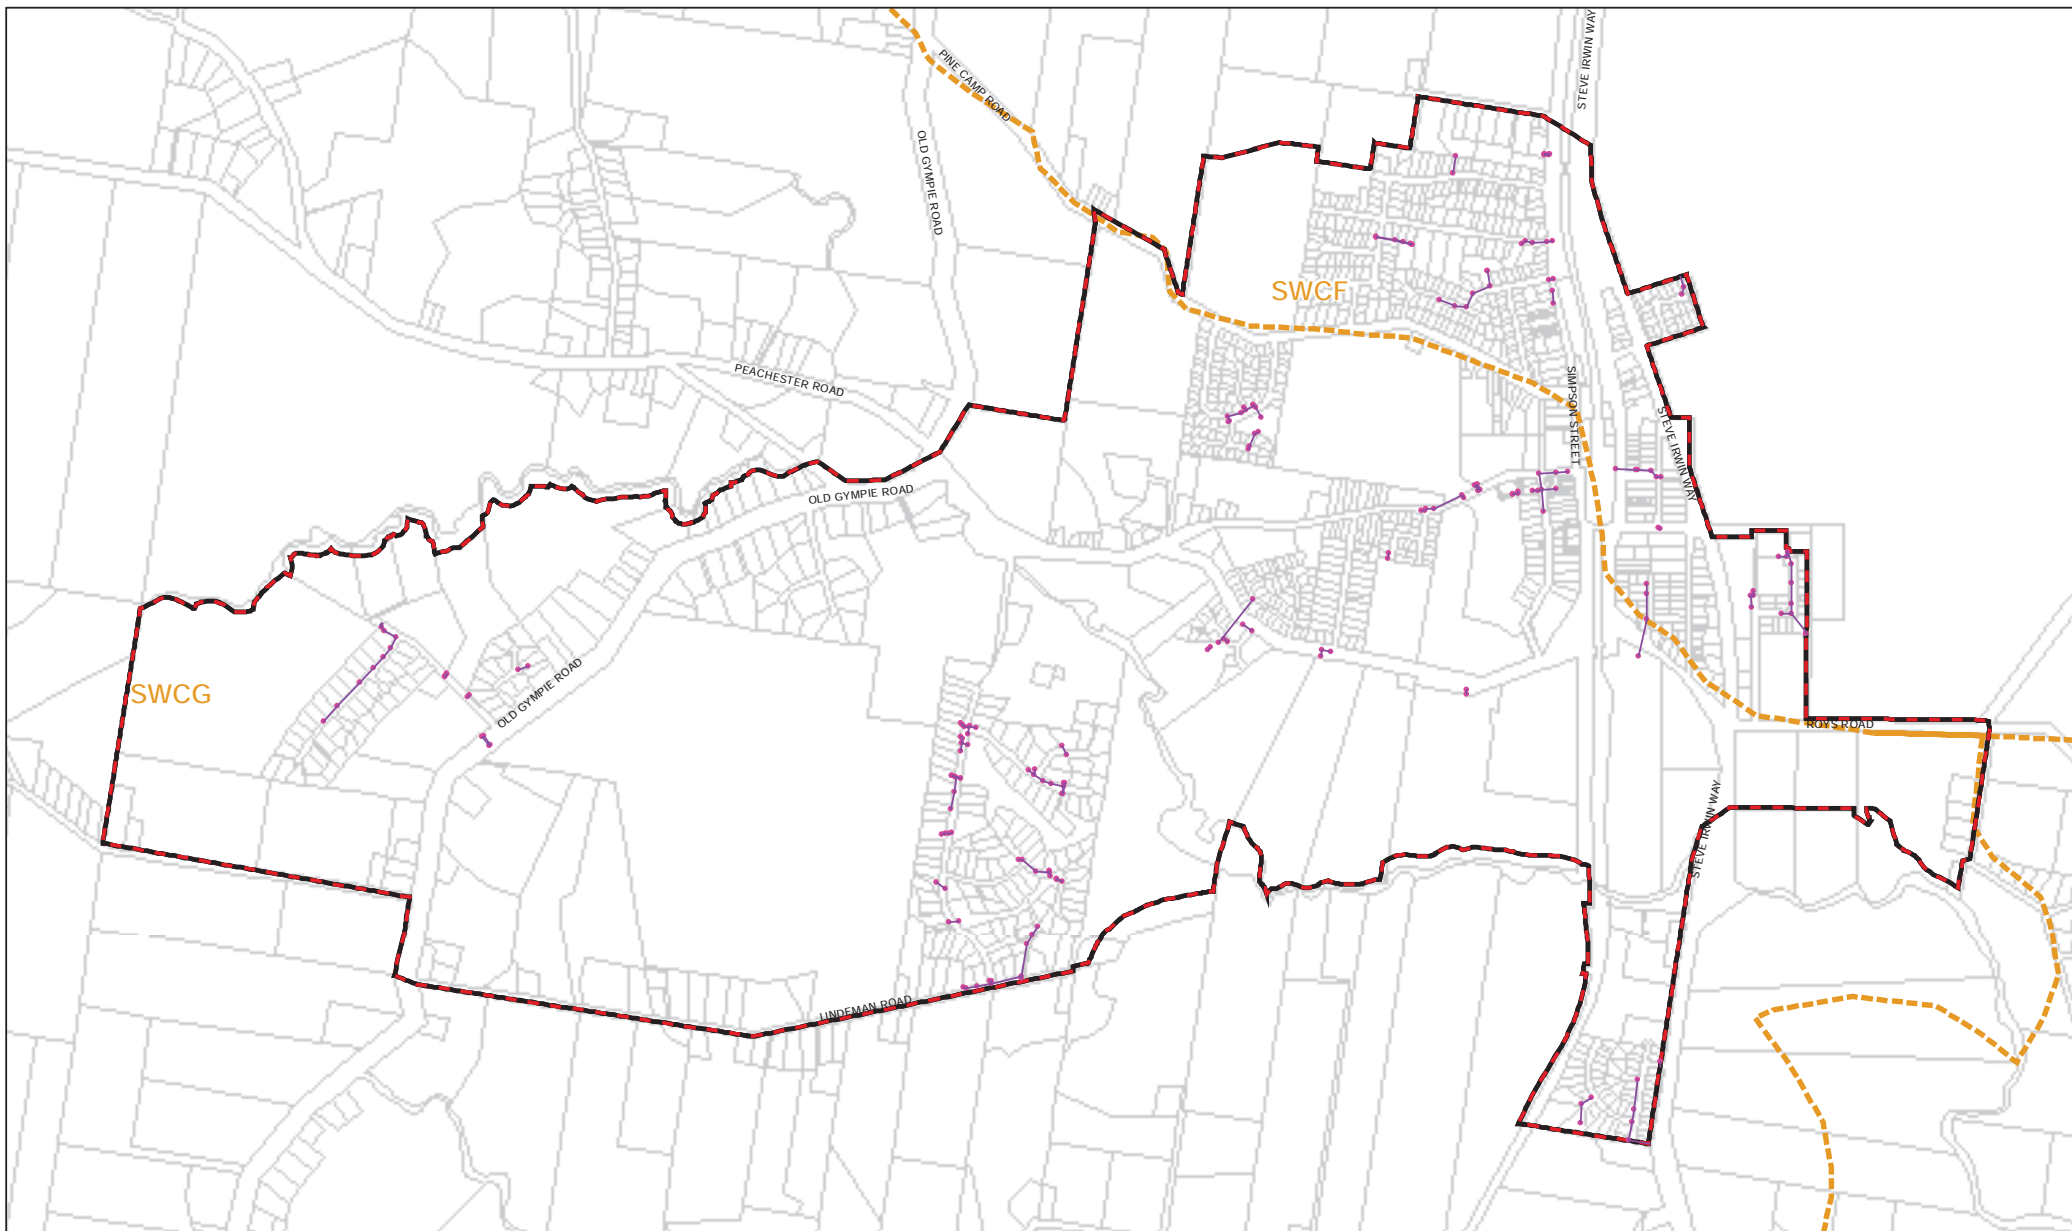 STEVE IRWIN WAY
PINE CAMP ROAD
OLD GYMPIE ROAD
SWCF
PEACHESTER ROAD
SIMPSON STREET
STEVE IRWIN WAY
OLD GYMPIE ROAD
SWCG
OLD GYMPIE ROAD
ROYS ROAD
STEVE IRWIN WAY
LINDEMAN ROAD